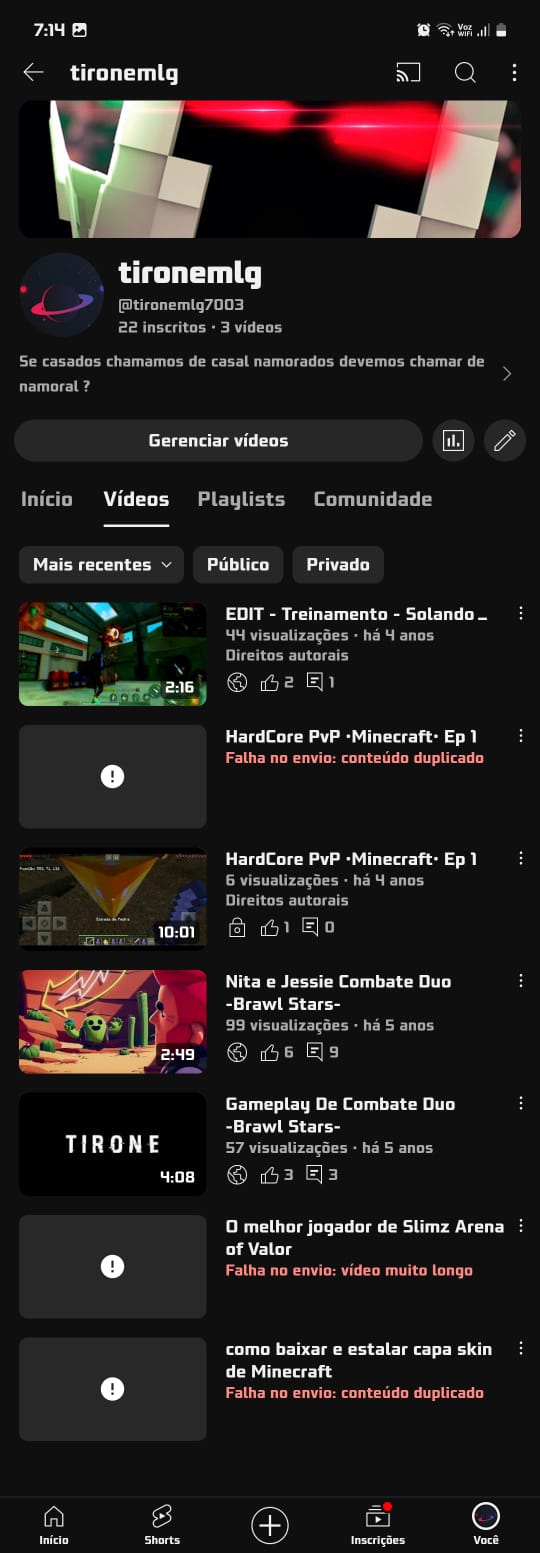 7:14
Voz
WiFi
tironemlg
tironemlg
@tironemlg7003
22 inscritos · 3 vídeos
Se casados chamamos de casal namorados devemos chamar de
namoral ?
Gerenciar vídeos
Início Vídeos Playlists Comunidade
Mais recentes Público Privado
EDIT - Treinamento - Solando _
44 visualizações · há 4 anos
Direitos autorais
2 1
2:16
HardCore PvP •Minecraft• Ep 1
Falha no envio: conteúdo duplicado
HardCore PvP •Minecraft• Ep 1
6 visualizações · há 4 anos
Direitos autorais
1 0
Espada de Pedra
10:01
Nita e Jessie Combate Duo
-Brawl Stars-
99 visualizações · há 5 anos
6 9
2:49
Gameplay De Combate Duo
-Brawl Stars-
57 visualizações · há 5 anos
3 3
TIRONE
4:08
O melhor jogador de Slimz Arena
of Valor
Falha no envio: vídeo muito longo
como baixar e estalar capa skin
de Minecraft
Falha no envio: conteúdo duplicado
Início Shorts Inscrições Você